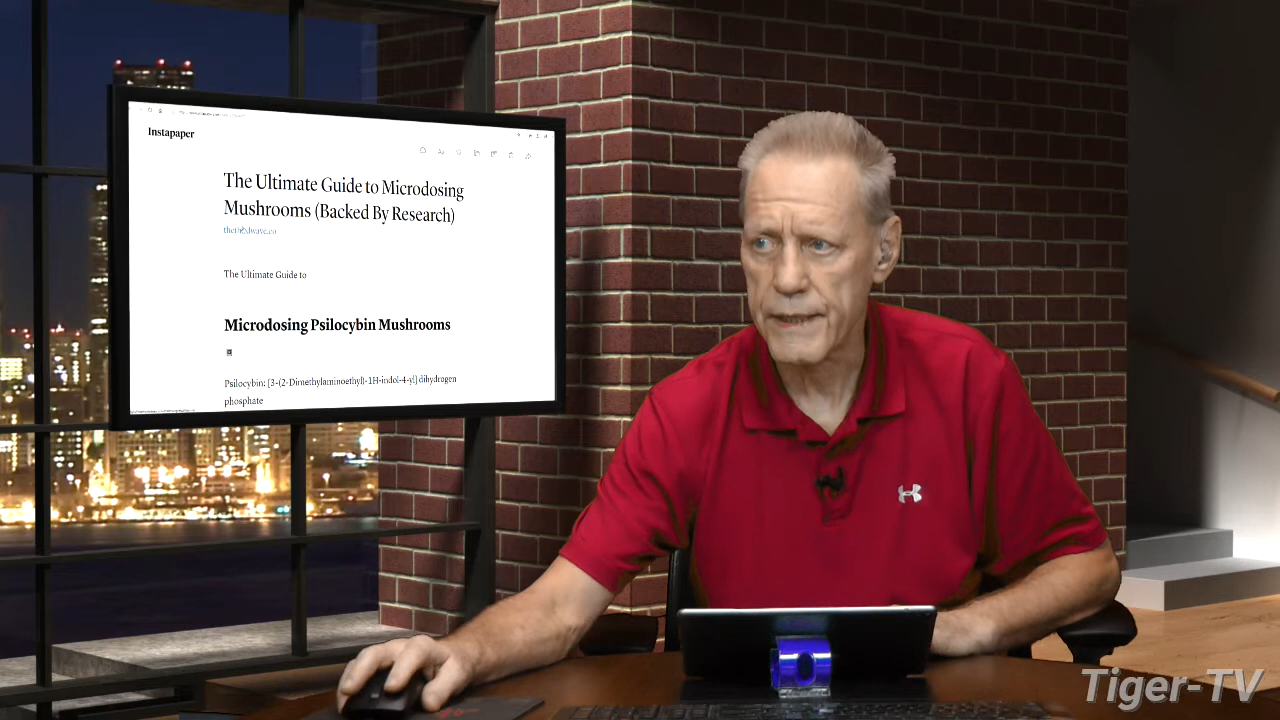 Instapaper
The Ultimate Guide to Microdosing
Mushrooms (Backed By Research)
The Ultimate Guide to
Microdosing Psilocybin Mushrooms
Psilocybin: [3-(2-Dimethylaminoethyl)-1H-indol-4-yl] dihydrogen
phosphate
Tiger-TV